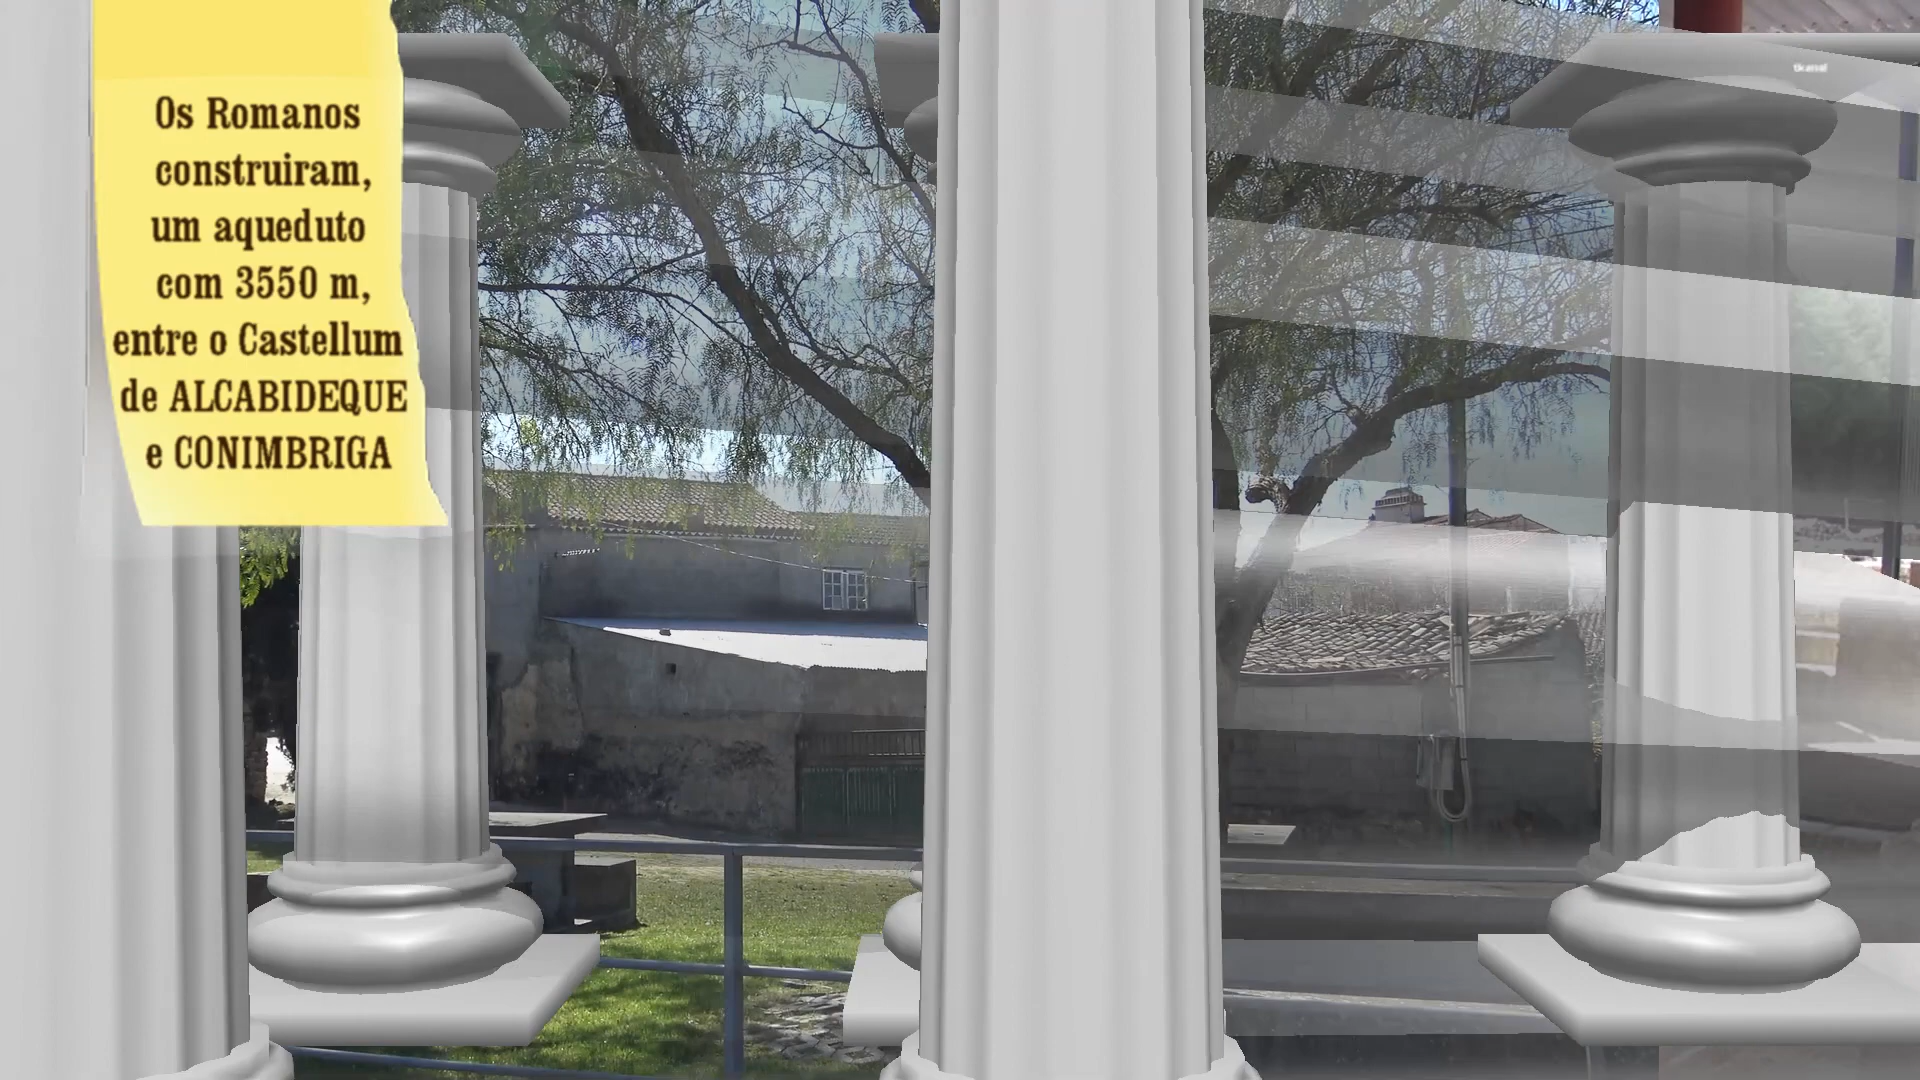 Os Romanos
construiram,
um aqueduto
com 3550 m,
entre o Castellum
de ALCABIDEQUE
e CONIMBRIGA